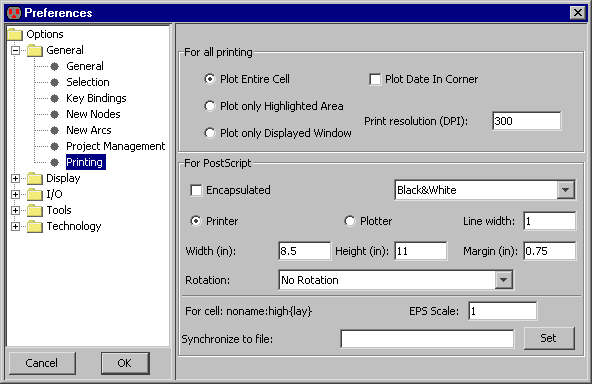 Preferences
Options
General
General
Selection
Key Bindings
New Nodes
New Arcs
Project Management
Printing
Display
I/O
Tools
Technology
Cancel
OK
For all printing
Plot Entire Cell
Plot Date In Corner
Plot only Highlighted Area
Print resolution (DPI): 300
Plot only Displayed Window
For PostScript
Encapsulated
Black&White
Printer
Plotter
Line width: 1
Width (in): 8.5
Height (in): 11
Margin (in): 0.75
Rotation: No Rotation
For cell: noname:high{lay}
EPS Scale: 1
Synchronize to file:
Set